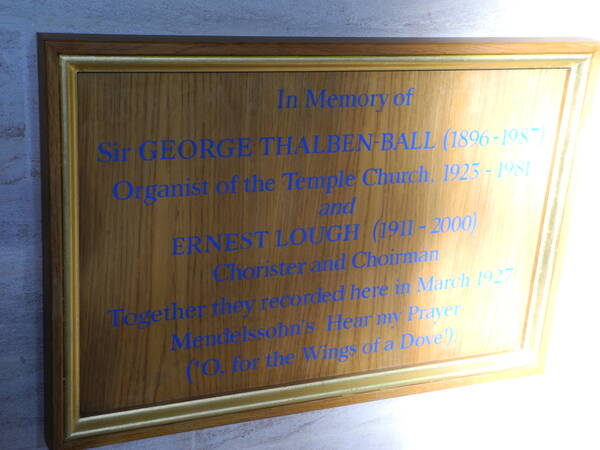 In Memory of
Sir GEORGE THALBEN-BALL (1896-1987)
Organist of the Temple Church, 1923 - 1981
and
ERNEST LOUGH (1911 - 2000)
Chorister and Choirman
Together they recorded here in March 1927
Mendelssohn's Hear my Prayer
('O, for the Wings of a Dove').